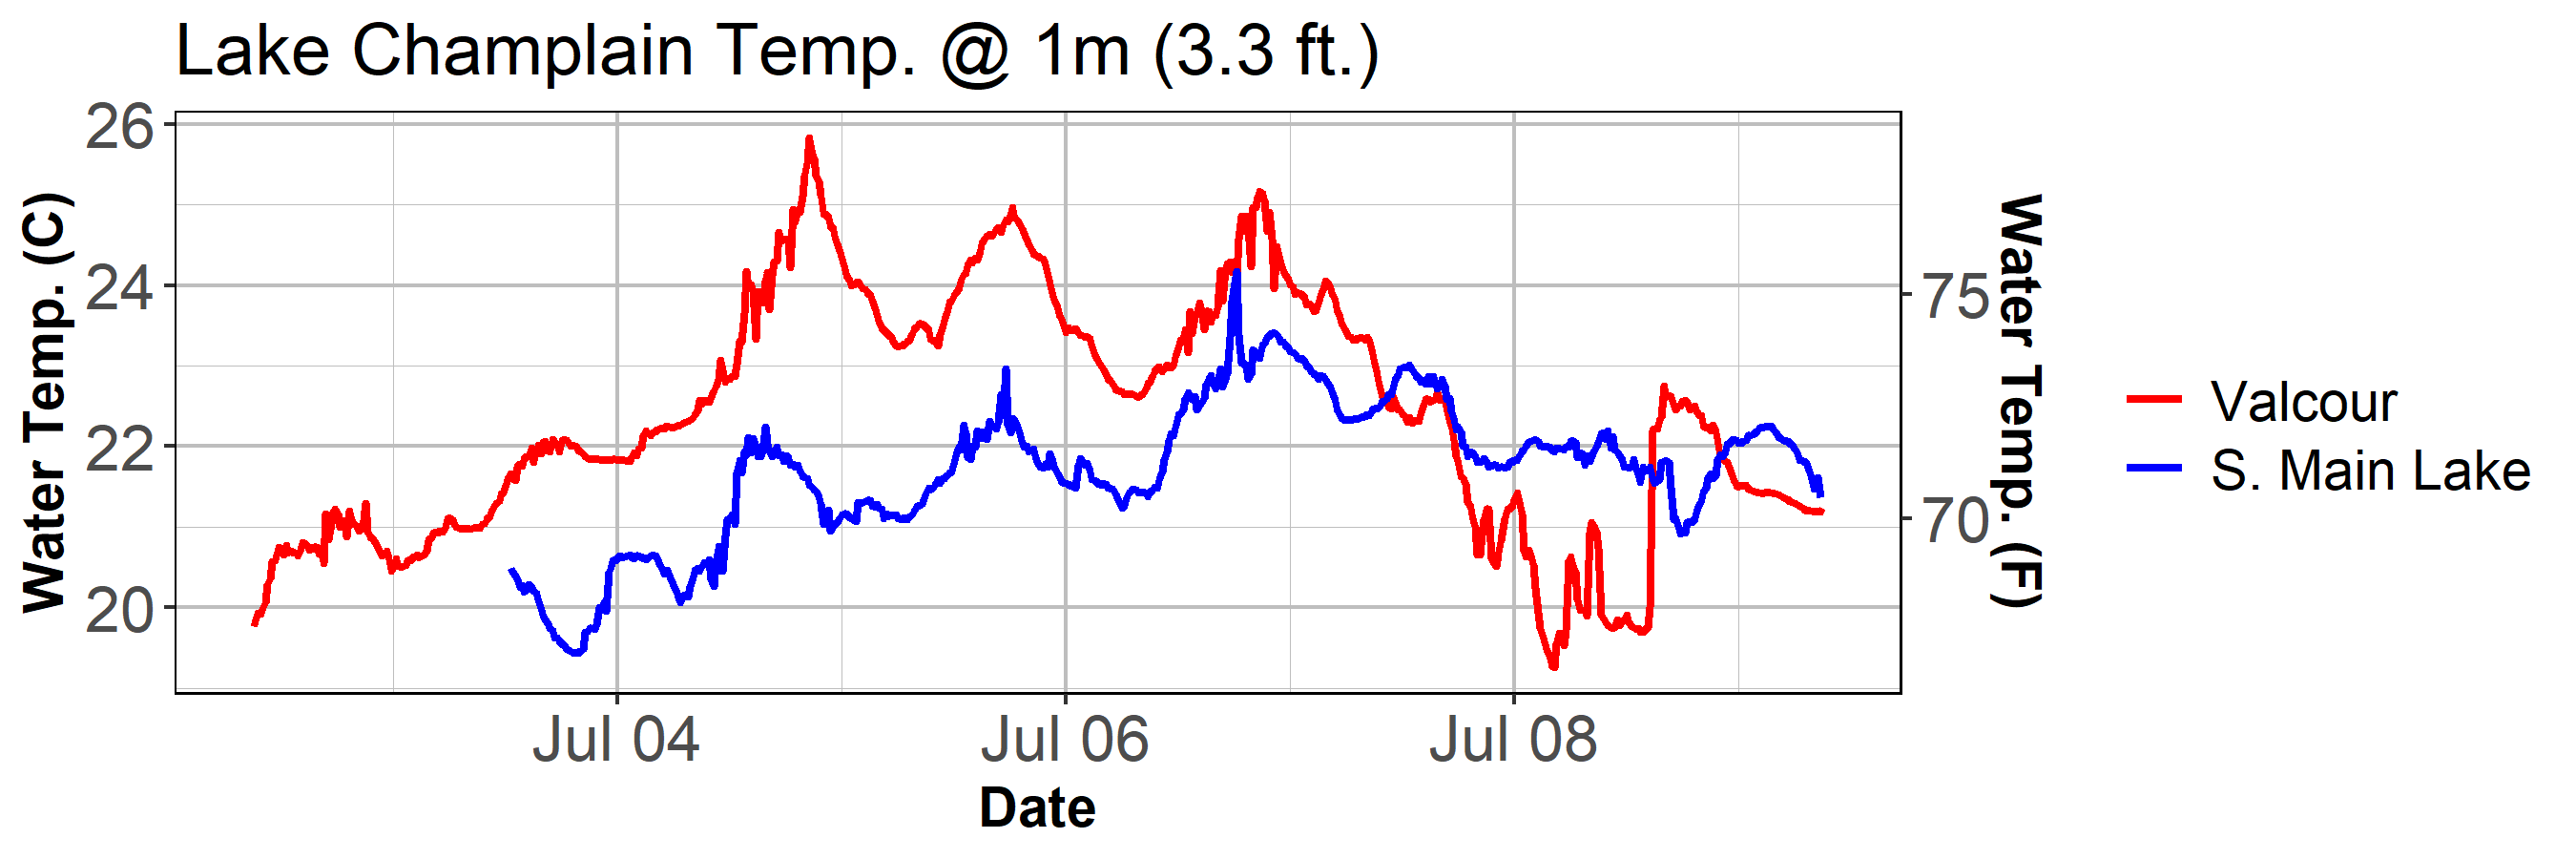 Lake Champlain Temp. @ 1m (3.3 ft.)
Water Temp. (C)
26
24
22
20
75
70
Water Temp. (F)
Jul 04
Jul 06
Jul 08
Date
Valcour
S. Main Lake